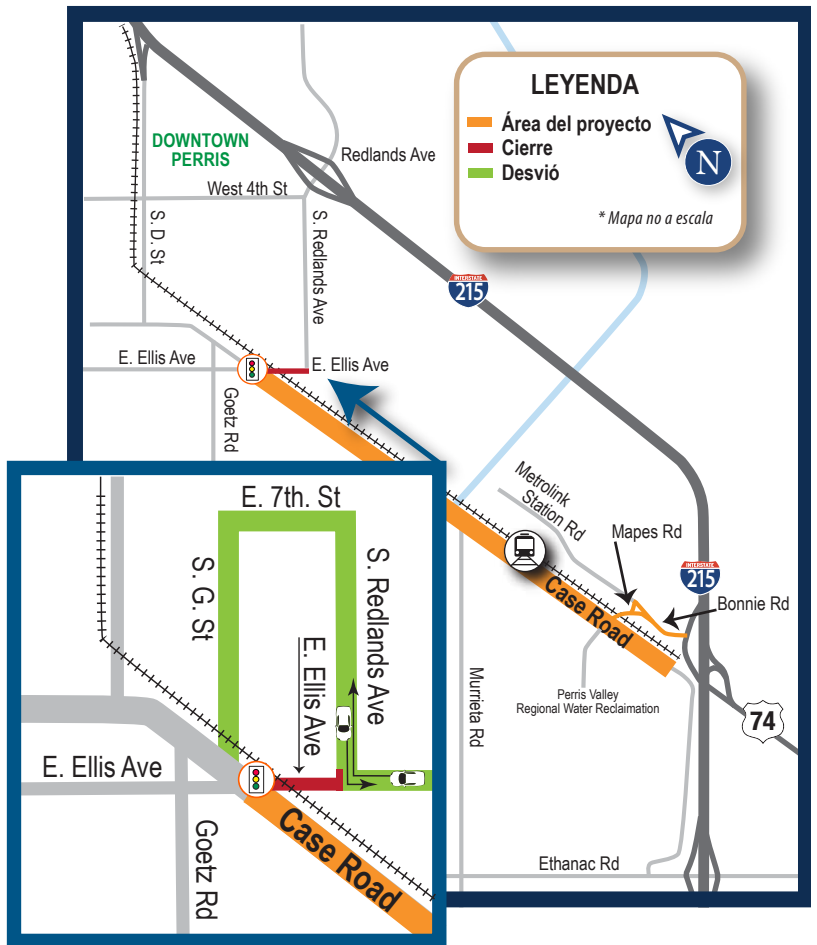 LEYENDA
Área del proyecto
Cierre
Desvió
N
* Mapa no a escala
DOWNTOWN
PERRIS
Redlands Ave
West 4th St
S. D. St
S. Redlands Ave
INTERSTATE
215
E. Ellis Ave
E. Ellis Ave
Goetz Rd
Metrolink
Station Rd
Mapes Rd
INTERSTATE
215
Bonnie Rd
Case Road
Perris Valley
Regional Water Reclamation
74
Murrieta Rd
Ethanac Rd
E. 7th. St
S. G. St
S. Redlands Ave
E. Ellis Ave
E. Ellis Ave
Goetz Rd
Case Road